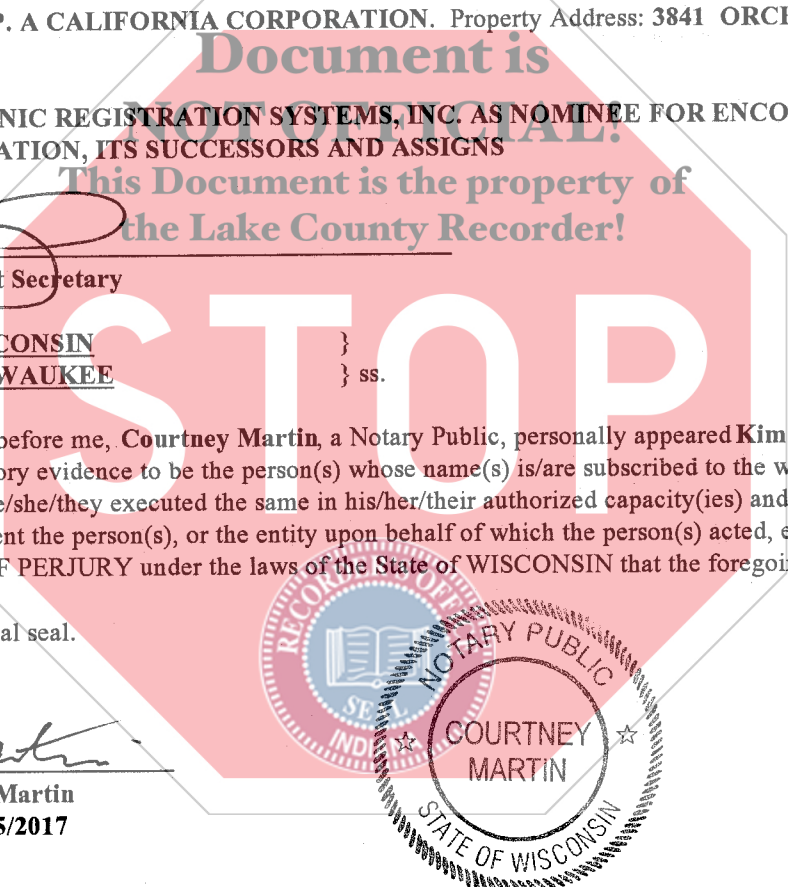 P. A CALIFORNIA CORPORATION. Property Address: 3841 ORCH
Document is
NOT OFFICIAL!
NIC REGISTRATION SYSTEMS, INC. AS NOMINEE FOR ENCO
ATION, ITS SUCCESSORS AND ASSIGNS
This Document is the property of
the Lake County Recorder!
t Secretary
STOP
CONSIN }
WAUKEE } ss.
before me, Courtney Martin, a Notary Public, personally appeared Kim
ory evidence to be the person(s) whose name(s) is/are subscribed to the w
e/she/they executed the same in his/her/their authorized capacity(ies) and
ent the person(s), or the entity upon behalf of which the person(s) acted, e
F PERJURY under the laws of the State of WISCONSIN that the foregoi
al seal.
RECORDER'S OFFICE
SEAL
INDIANA
NOTARY PUBLIC
COURTNEY
MARTIN
STATE OF WISCONSIN
Martin
5/2017